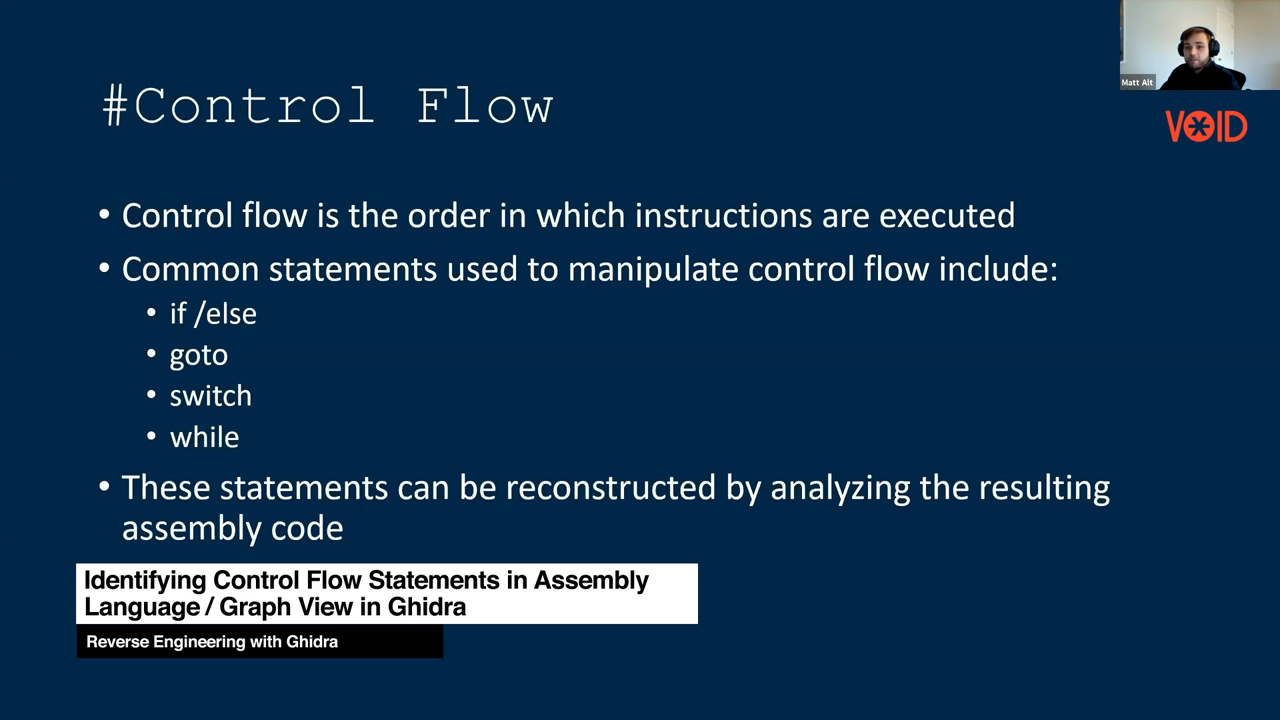 Matt Alt
VOID
#Control Flow
• Control flow is the order in which instructions are executed
• Common statements used to manipulate control flow include:
• if /else
• goto
• switch
• while
• These statements can be reconstructed by analyzing the resulting
assembly code
Identifying Control Flow Statements in Assembly
Language / Graph View in Ghidra
Reverse Engineering with Ghidra